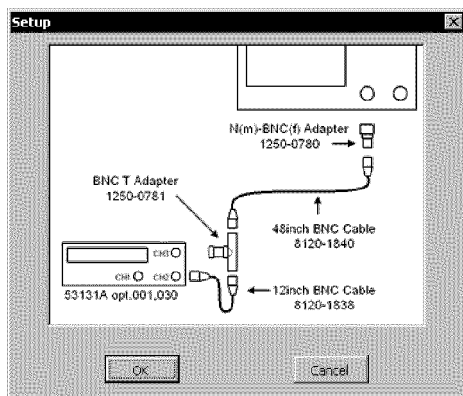 Setup
N(m)-BNC(f) Adapter
1250-0780
BNC T Adapter
1250-0781
48inch BNC Cable
8120-1840
CH3
CH1 CH2
53131A opt.001,030
12inch BNC Cable
8120-1838
OK
Cancel